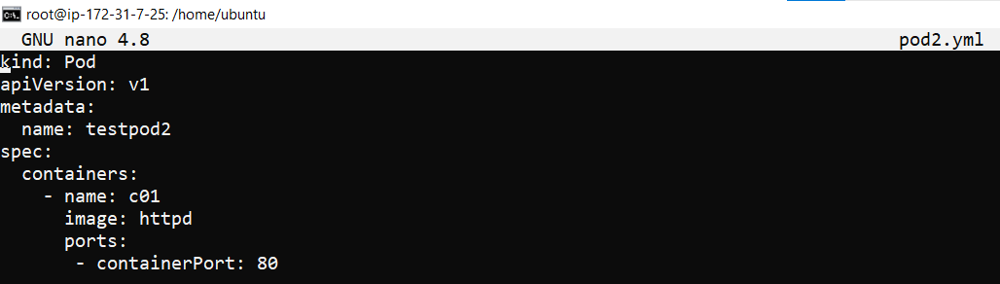 root@ip-172-31-7-25: /home/ubuntu
GNU nano 4.8 pod2.yml
kind: Pod
apiVersion: v1
metadata:
  name: testpod2
spec:
  containers:
    - name: c01
      image: httpd
      ports:
       - containerPort: 80